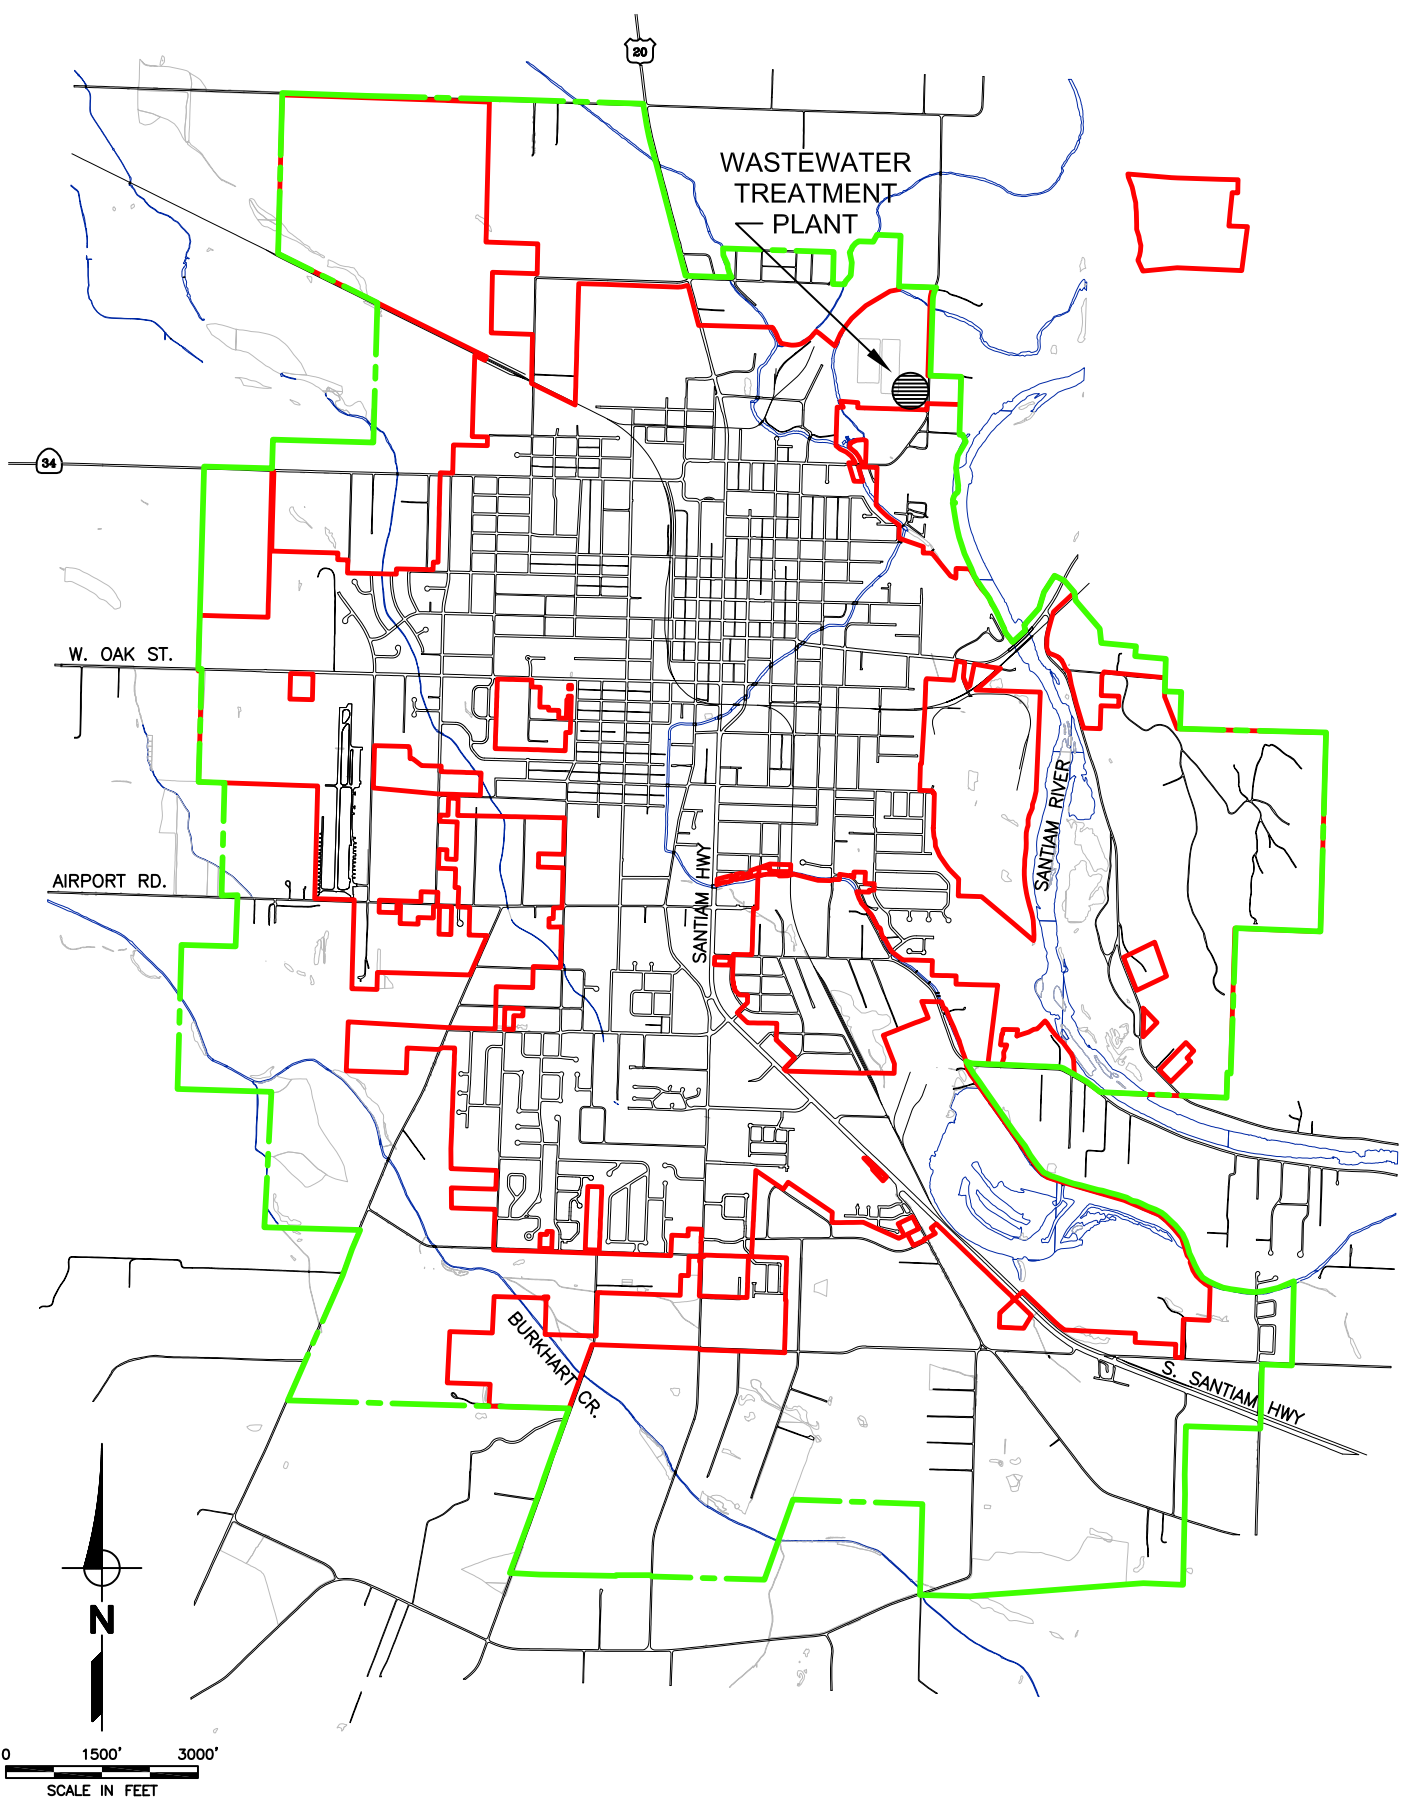 20
WASTEWATER
TREATMENT
PLANT
34
W. OAK ST.
SANTIAM RIVER
SANTIAM HWY
AIRPORT RD.
BURKHART CR.
S. SANTIAM HWY
N
0 1500' 3000'
SCALE IN FEET